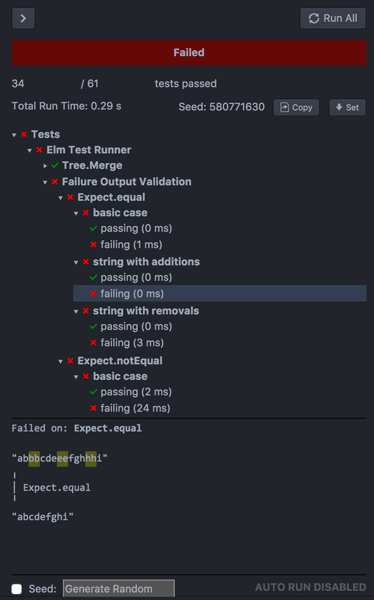 Run All
Failed
34 / 61 tests passed
Total Run Time: 0.29 s Seed: 580771630 Copy Set
Tests
Elm Test Runner
Tree.Merge
Failure Output Validation
Expect.equal
basic case
passing (0 ms)
failing (1 ms)
string with additions
passing (0 ms)
failing (0 ms)
string with removals
passing (0 ms)
failing (3 ms)
Expect.notEqual
basic case
passing (2 ms)
failing (24 ms)
Failed on: Expect.equal
"abbbcdeeefghhhi"
Expect.equal
"abcdefghi"
Seed: Generate Random AUTO RUN DISABLED